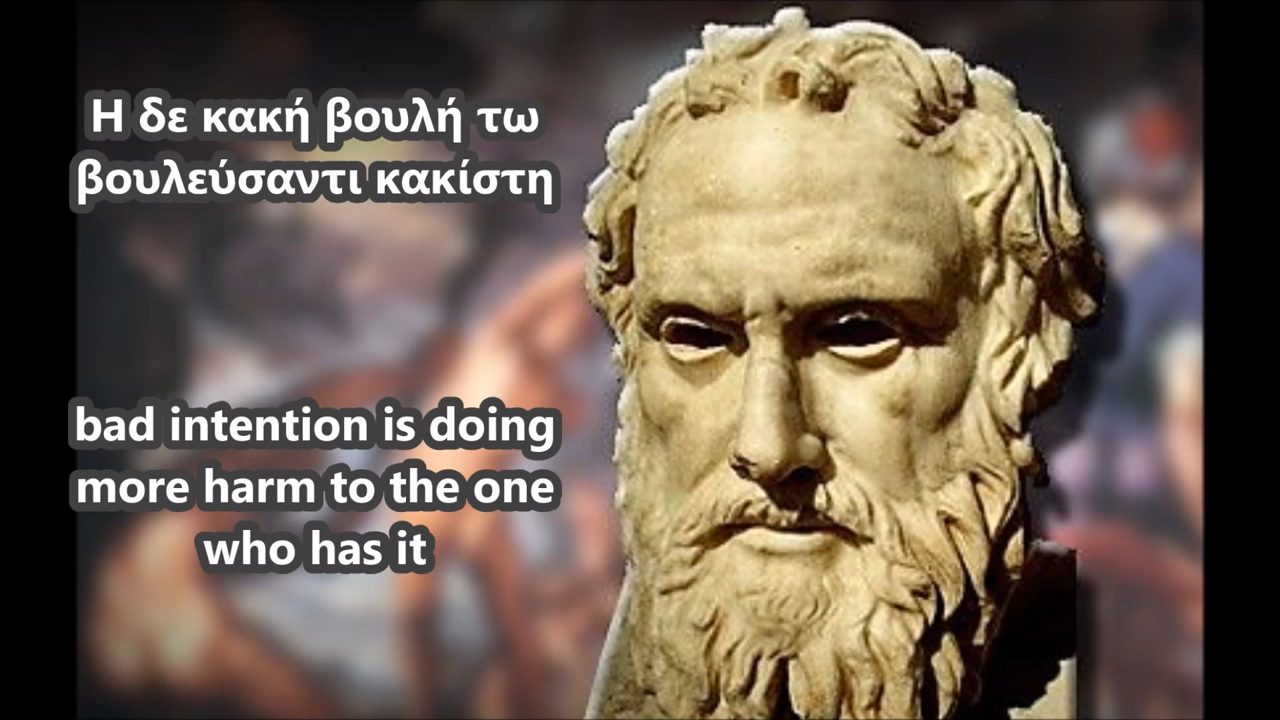 Η δε κακή βουλή τω
βουλεύσαντι κακίστη
bad intention is doing
more harm to the one
who has it